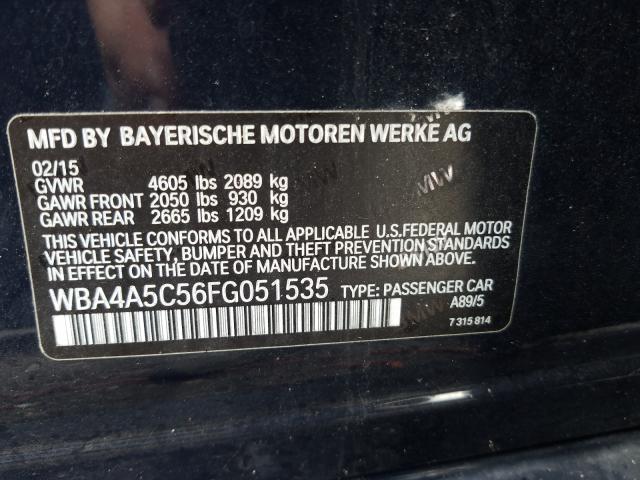 MFD BY BAYERISCHE MOTOREN WERKE AG
02/15
GVWR 4605 lbs 2089 kg
GAWR FRONT 2050 lbs 930 kg
GAWR REAR 2665 lbs 1209 kg
THIS VEHICLE CONFORMS TO ALL APPLICABLE U.S.FEDERAL MOTOR
VEHICLE SAFETY, BUMPER AND THEFT PREVENTION STANDARDS
IN EFFECT ON THE DATE OF MANUFACTURE SHOWN ABOVE.
WBA4A5C56FG051535 TYPE: PASSENGER CAR
A89/5
7 315 814